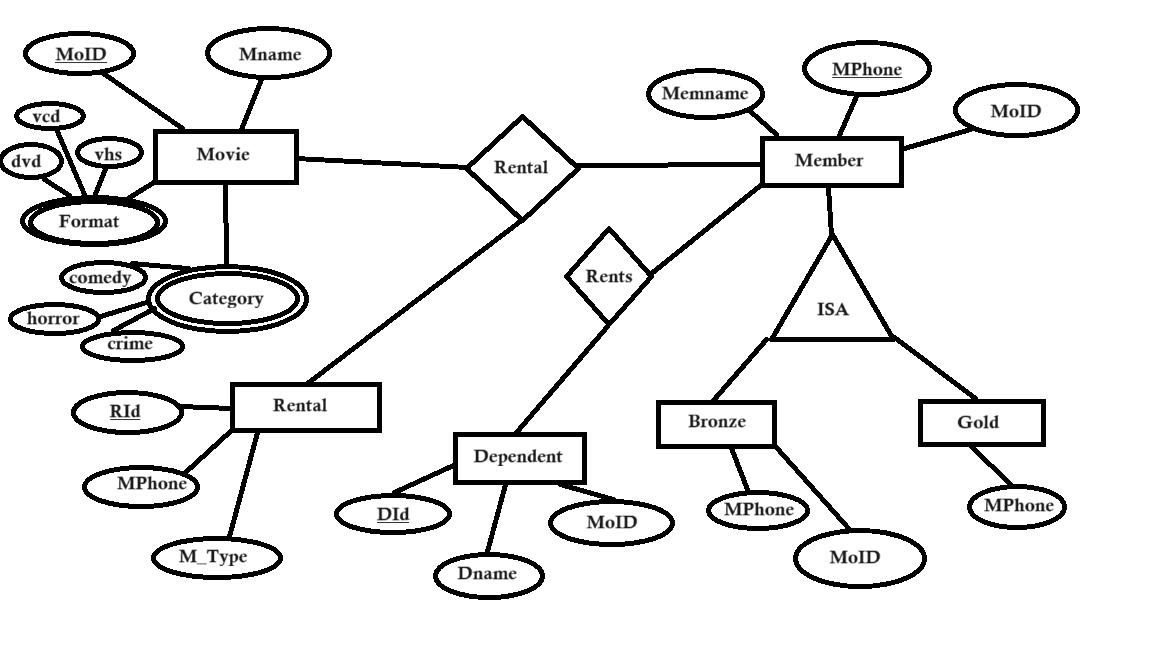 MoID
Mname
Memname
MPhone
MoID
vcd
dvd
vhs
Movie
Rental
Member
Format
comedy
Category
horror
crime
Rents
ISA
RId
Rental
Bronze
Gold
MPhone
Dependent
DId
MoID
MPhone
MPhone
M_Type
Dname
MoID